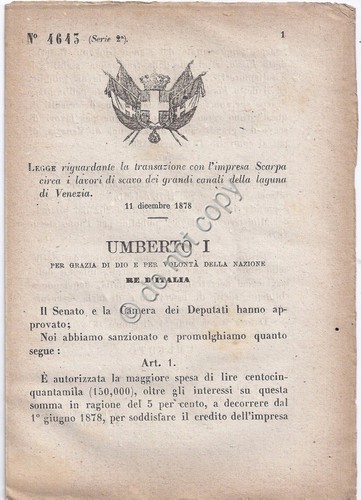 N° 4643 (Serie 2ª).
1
LEGGE riguardante la transazione con l'impresa Scarpa
circa i lavori di scavo dei grandi canali della laguna
di Venezia.
11 dicembre 1878
UMBERTO I
PER GRAZIA DI DIO E PER VOLONTÀ DELLA NAZIONE
RE D'ITALIA
Il Senato e la Camera dei Deputati hanno ap-
provato;
Noi abbiamo sanzionato e promulghiamo quanto
segue:
Art. 1.
È autorizzata la maggiore spesa di lire centocin-
quantamila (150,000), oltre gli interessi su questa
somma in ragione del 5 per cento, a decorrere dal
1° giugno 1878, per soddisfare il credito dell'impresa
do not copy